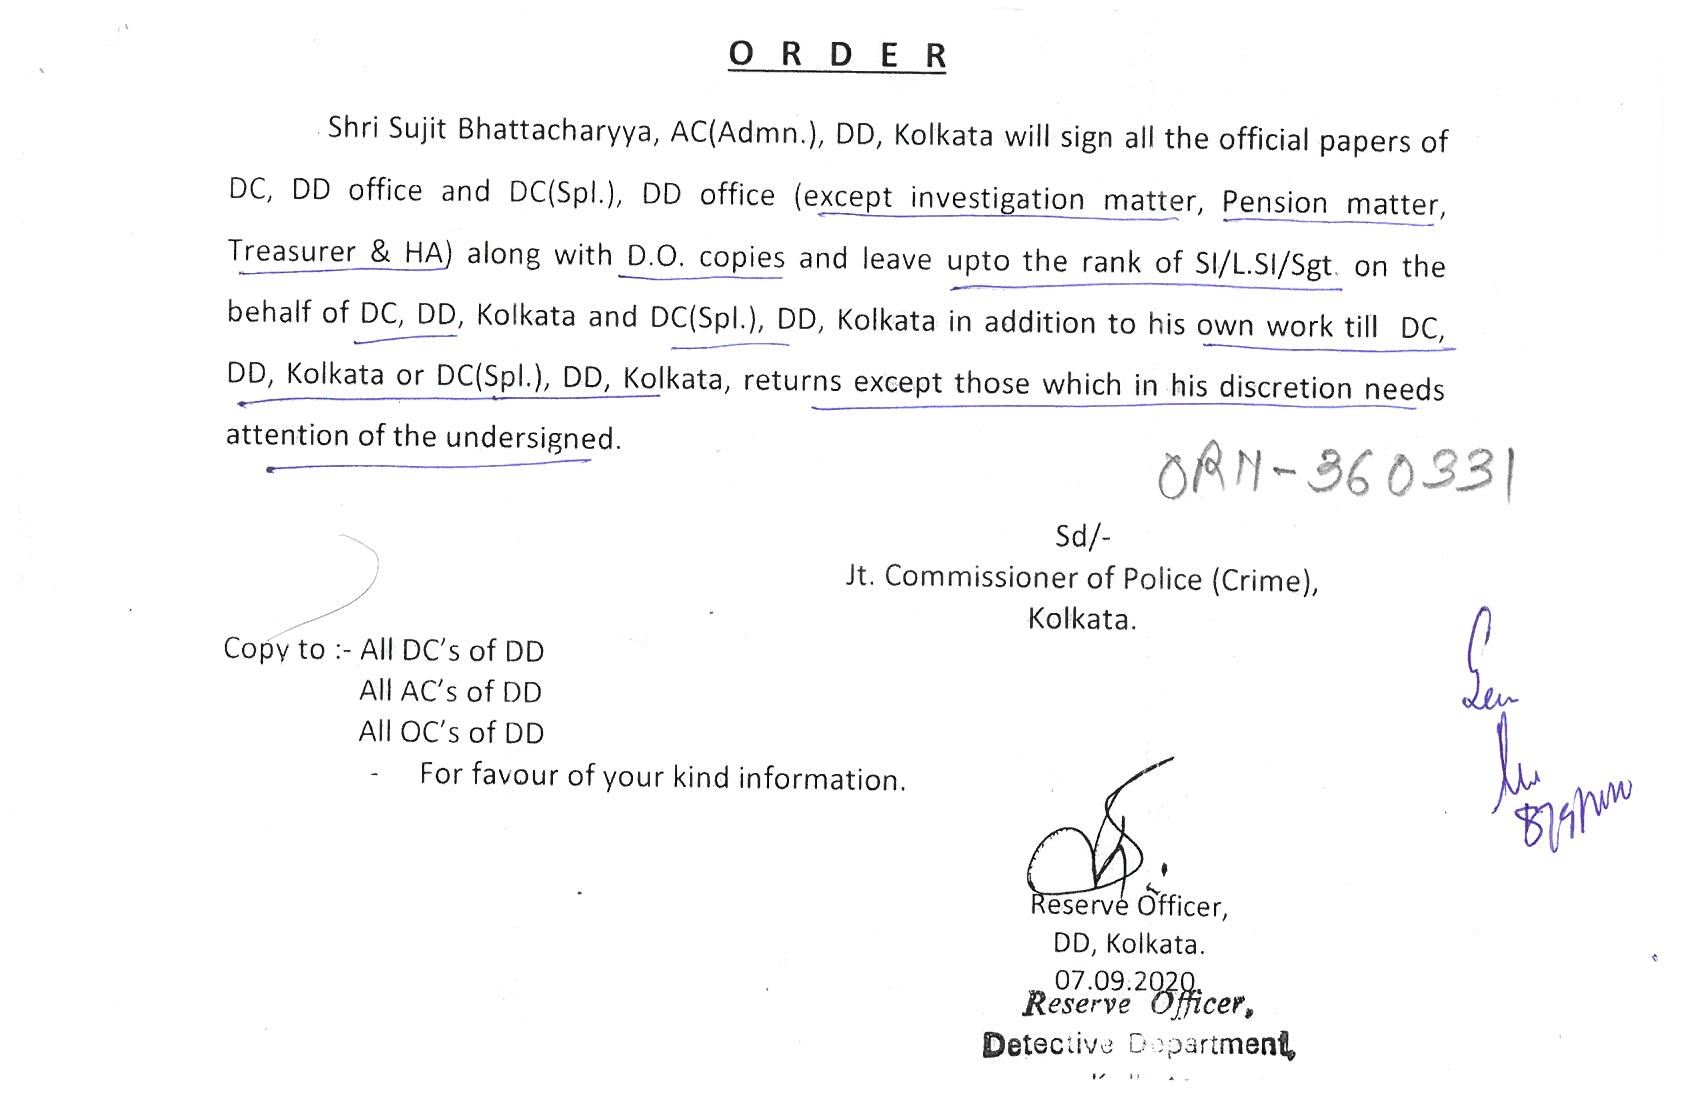 O R D E R
Shri Sujit Bhattacharyya, AC(Admn.), DD, Kolkata will sign all the official papers of
DC, DD office and DC(Spl.), DD office (except investigation matter, Pension matter,
Treasurer & HA) along with D.O. copies and leave upto the rank of SI/L.SI/Sgt. on the
behalf of DC, DD, Kolkata and DC(Spl.), DD, Kolkata in addition to his own work till DC,
DD, Kolkata or DC(Spl.), DD, Kolkata, returns except those which in his discretion needs
attention of the undersigned.
ORN-360331
Sd/-
Jt. Commissioner of Police (Crime),
Kolkata.
Copy to :- All DC's of DD
All AC's of DD
All OC's of DD
- For favour of your kind information.
Reserve Officer,
DD, Kolkata.
07.09.2020.
Reserve Officer,
Detective Department,